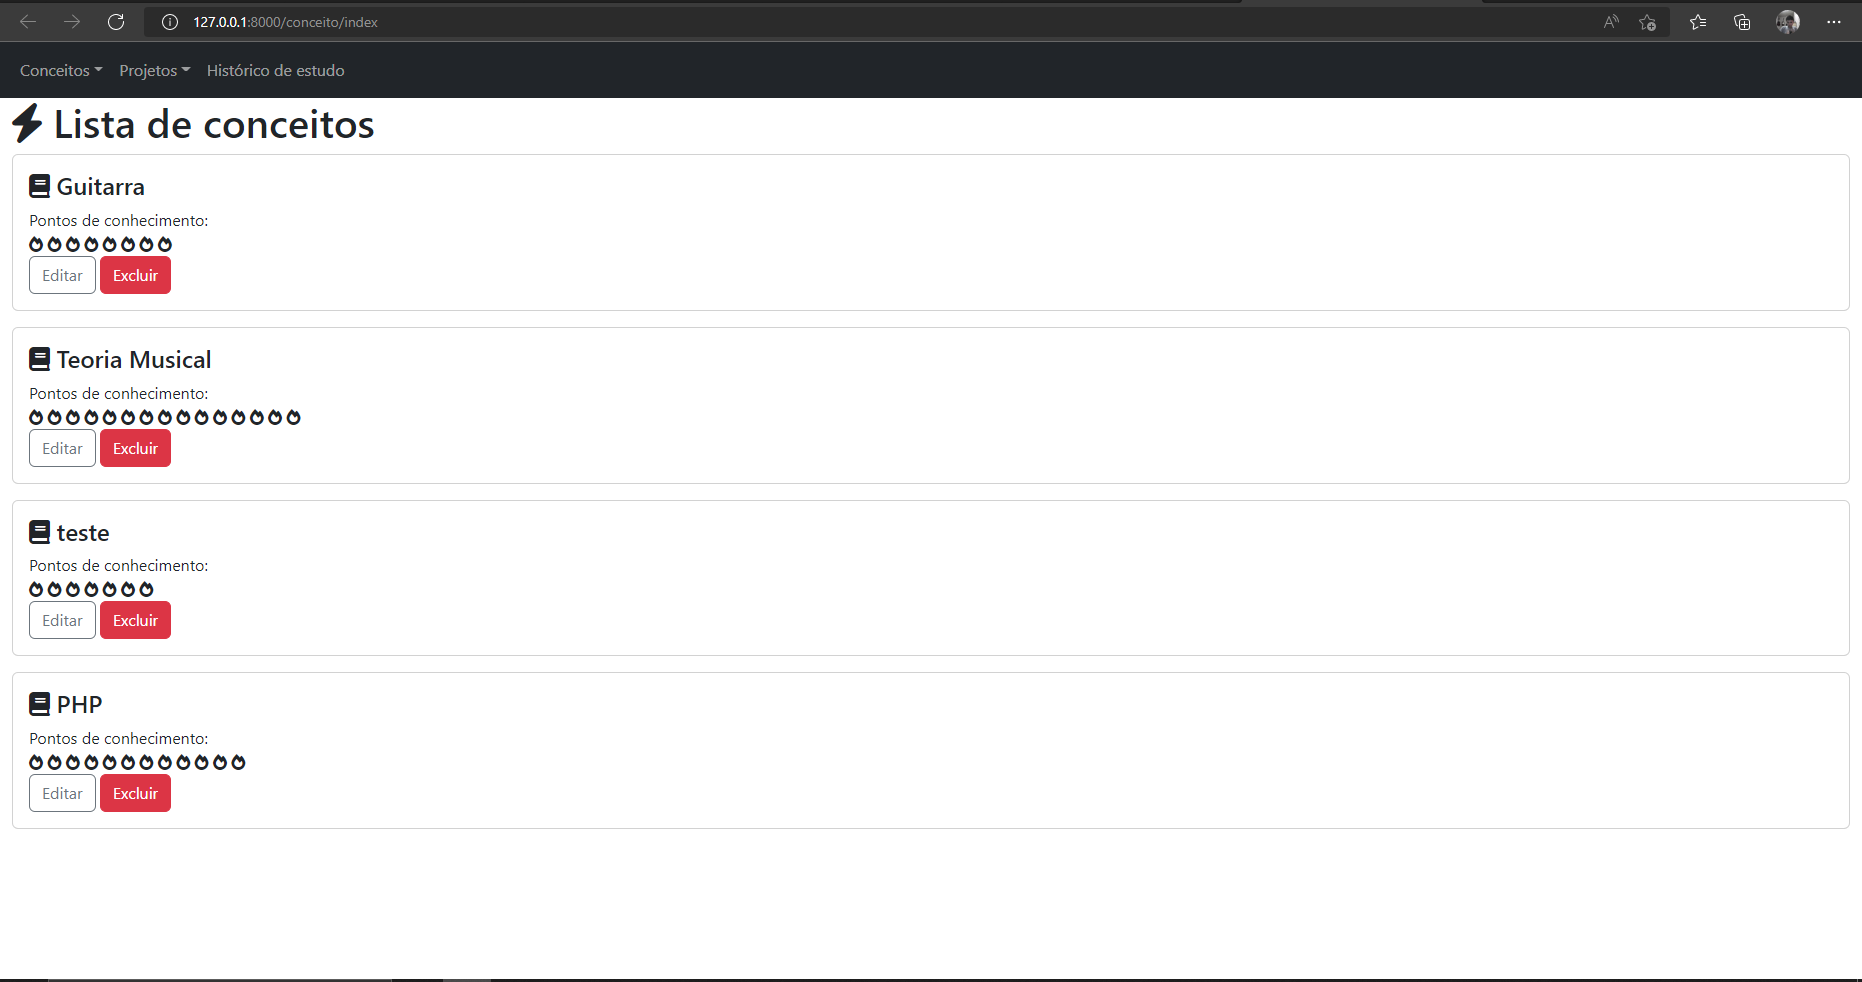 127.0.0.1:8000/conceito/index
Conceitos Projetos Histórico de estudo
Lista de conceitos
Guitarra
Pontos de conhecimento:
Editar Excluir
Teoria Musical
Pontos de conhecimento:
Editar Excluir
teste
Pontos de conhecimento:
Editar Excluir
PHP
Pontos de conhecimento:
Editar Excluir